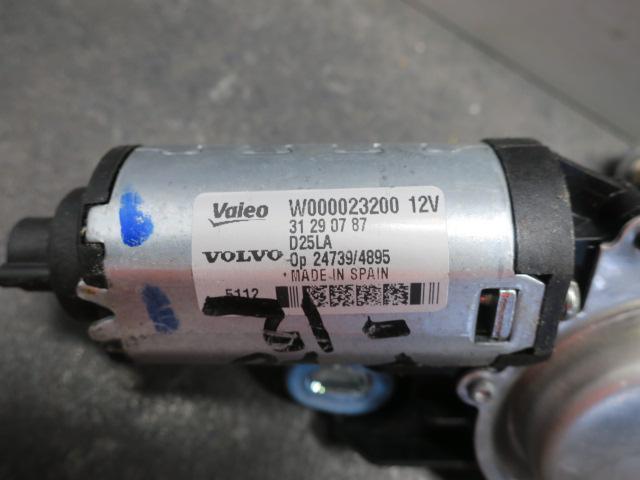 Valeo W000023200 12V
31 29 07 87
D25LA
VOLVO Op 24739/4895
* MADE IN SPAIN
5112